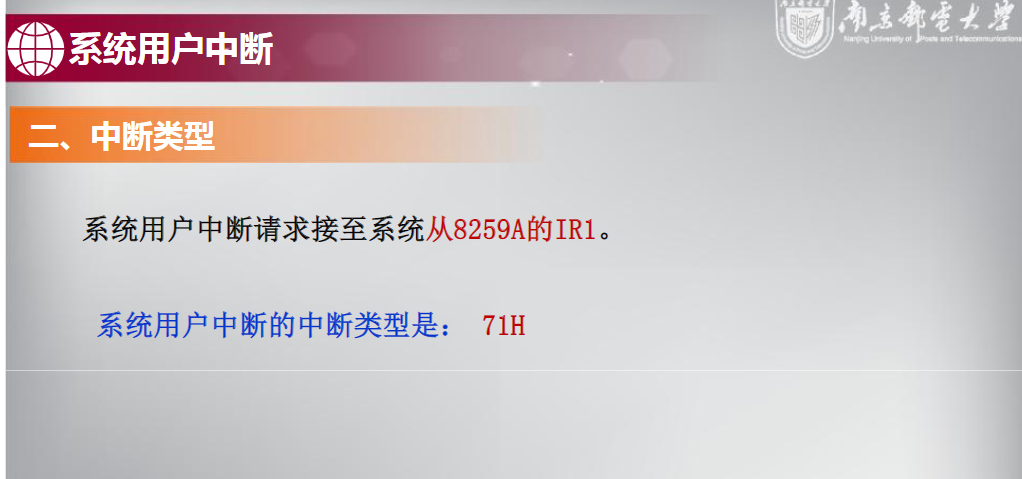 系统用户中断
南京邮电大学
Nanjing University of Posts and Telecommunications
二、中断类型
系统用户中断请求接至系统从8259A的IR1。
系统用户中断的中断类型是： 71H